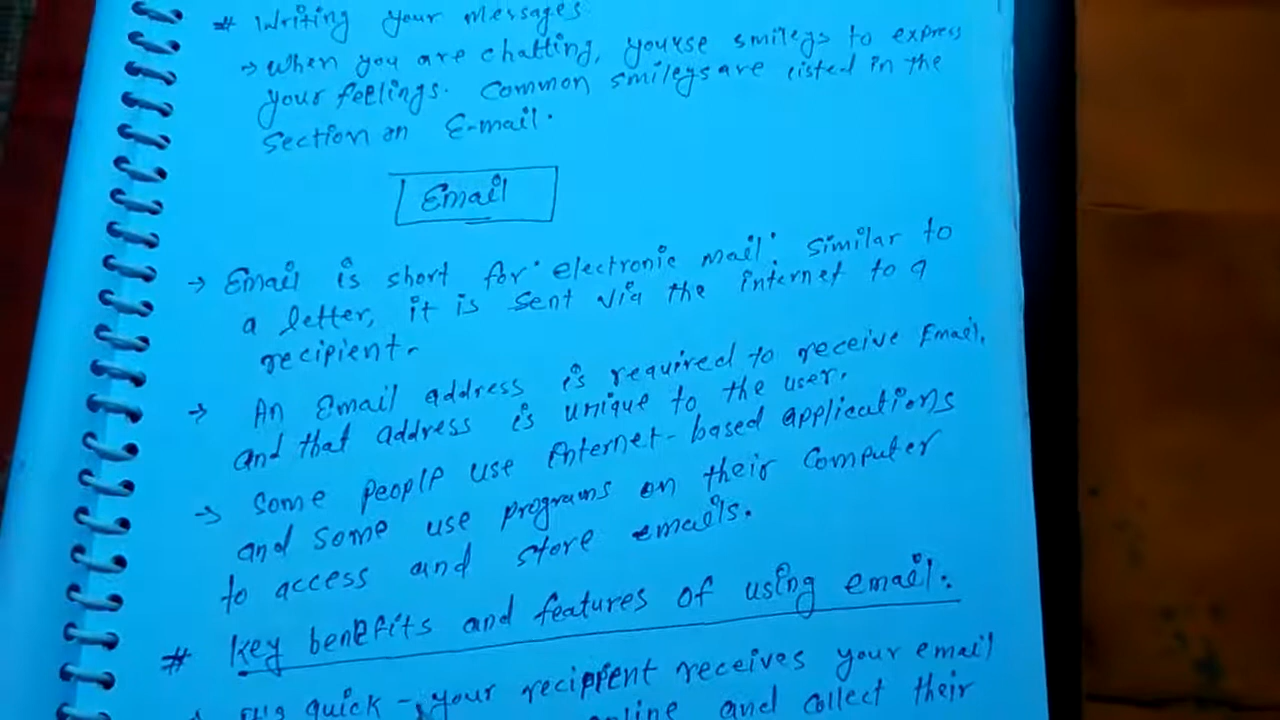 # Writing your messages.
→ When you are chatting, youuse smileys to express
your feelings. Common smileys are listed in the
Section on E-mail.
Email
→ Email is short for 'electronic mail'. Similar to
a letter, it is sent via the internet to a
recipient.
→ An Email address is required to receive Email,
and that address is unique to the user.
→ Some people use internet-based applications
and some use programs on their computer
to access and store emails.
# Key benefits and features of using email:
quick - your recipient receives your email
and collect their